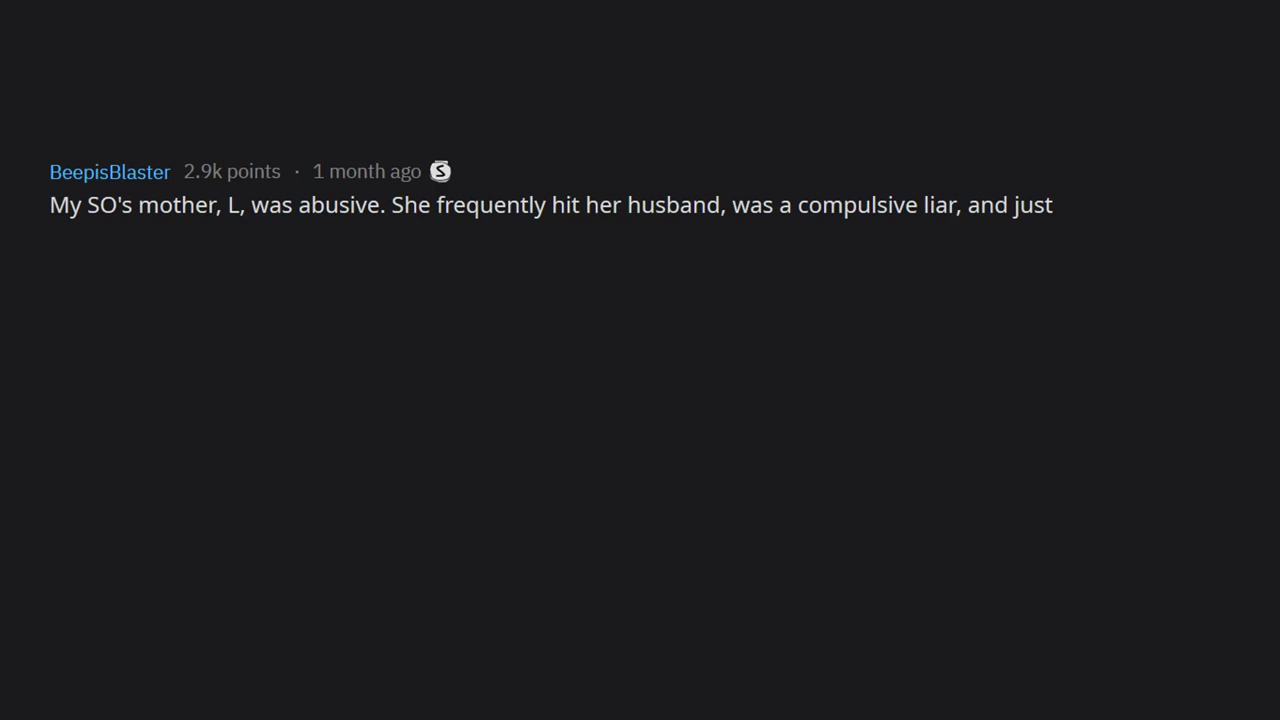 BeepisBlaster 2.9k points · 1 month ago S
My SO's mother, L, was abusive. She frequently hit her husband, was a compulsive liar, and just